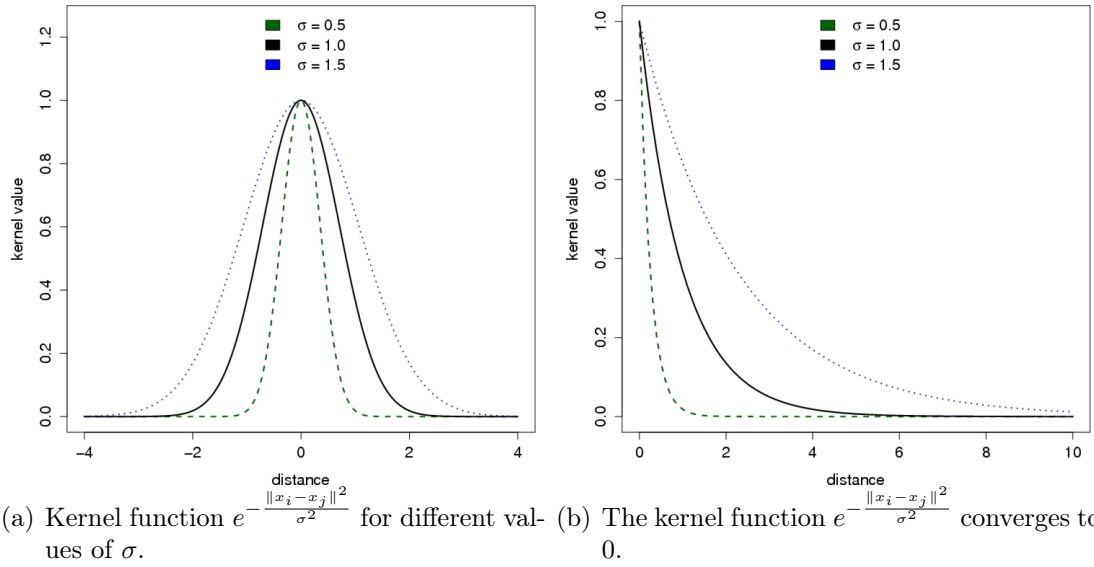 σ = 0.5
σ = 1.0
σ = 1.5
kernel value
0.0 0.2 0.4 0.6 0.8 1.0 1.2
−4 −2 0 2 4
distance
σ = 0.5
σ = 1.0
σ = 1.5
kernel value
0.0 0.2 0.4 0.6 0.8 1.0
0 2 4 6 8 10
distance
(a) Kernel function e^{-\frac{\|x_i-x_j\|^2}{σ^2}} for different val-
ues of σ.
(b) The kernel function e^{-\frac{\|x_i-x_j\|^2}{σ^2}} converges to
0.